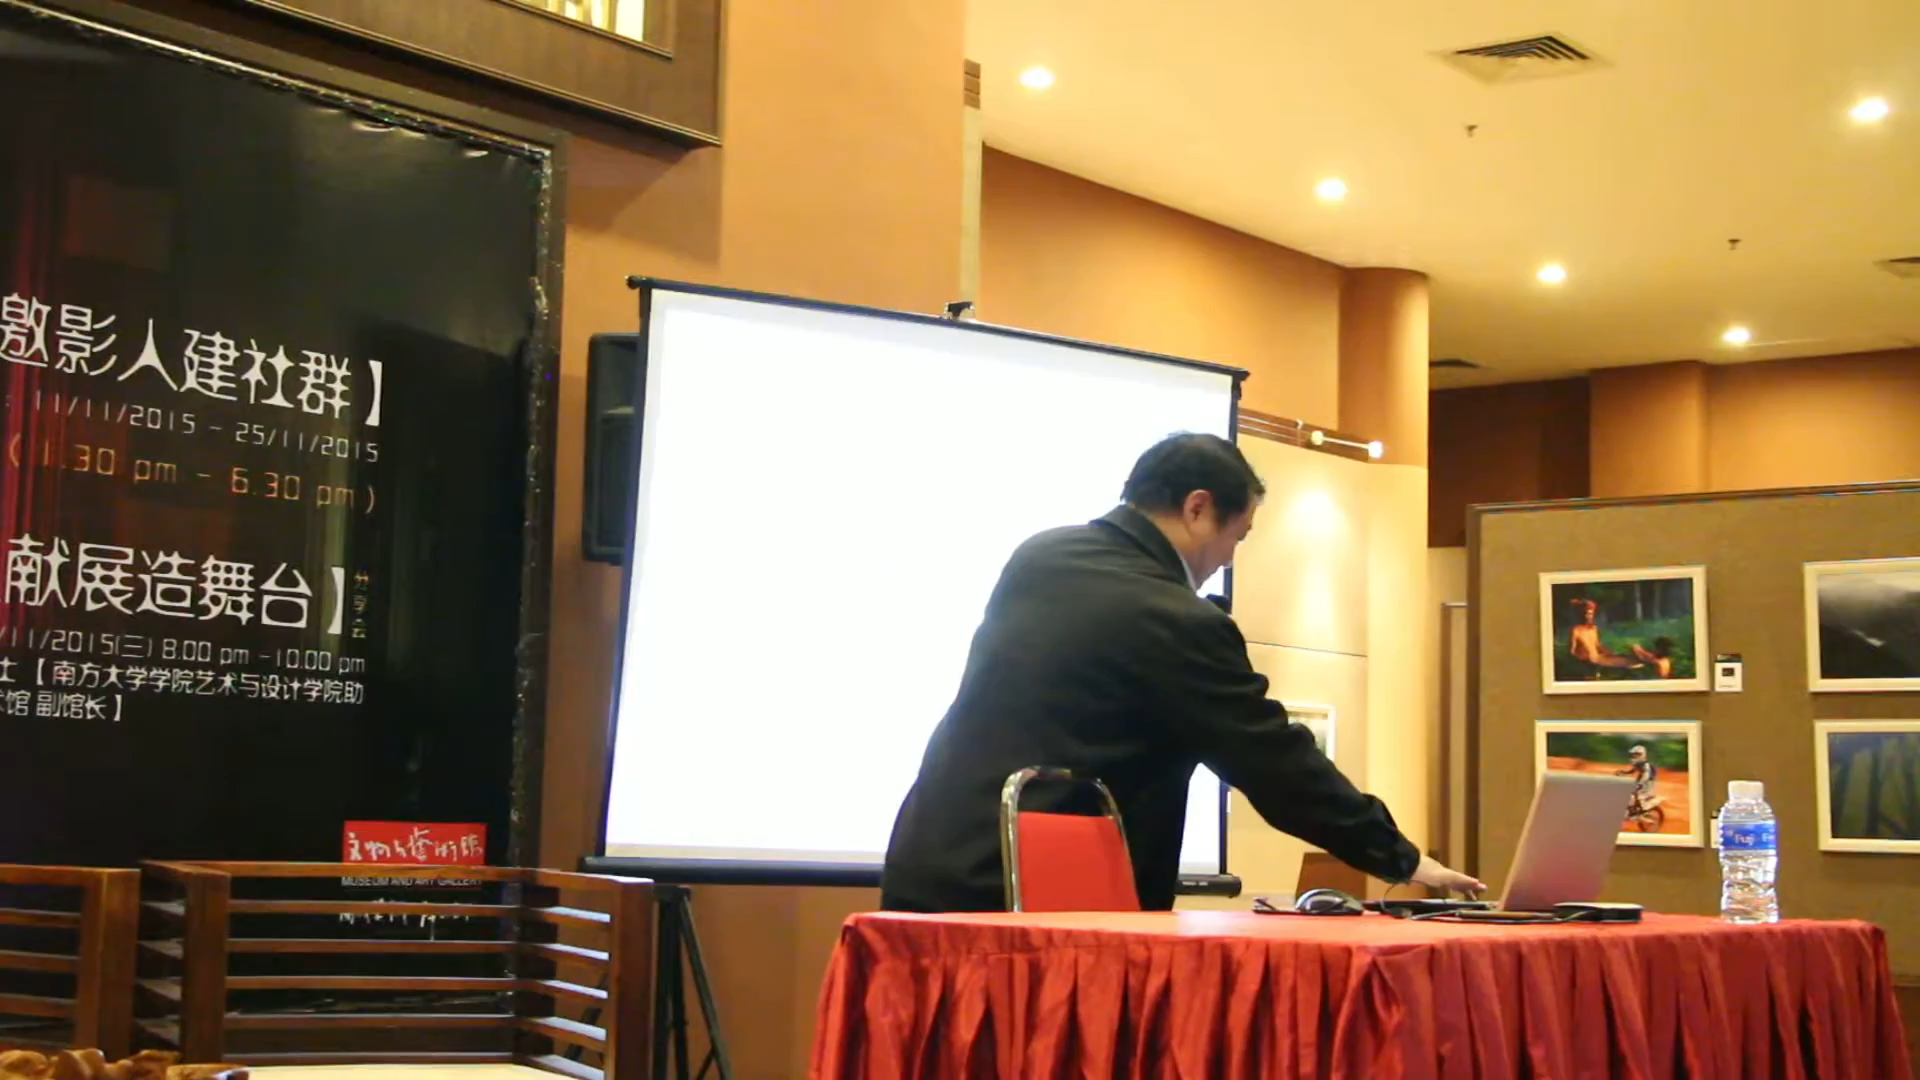 邀影人建社群】
: 11/11/2015 - 25/11/2015
( 1.30 pm - 6.30 pm )
献展造舞台】
分享会
/11/2015(三) 8.00 pm -10.00 pm
士【 南方大学学院艺术与设计学院助
术馆 副馆长】
文物与艺术馆
MUSEUM AND ART GALLERY